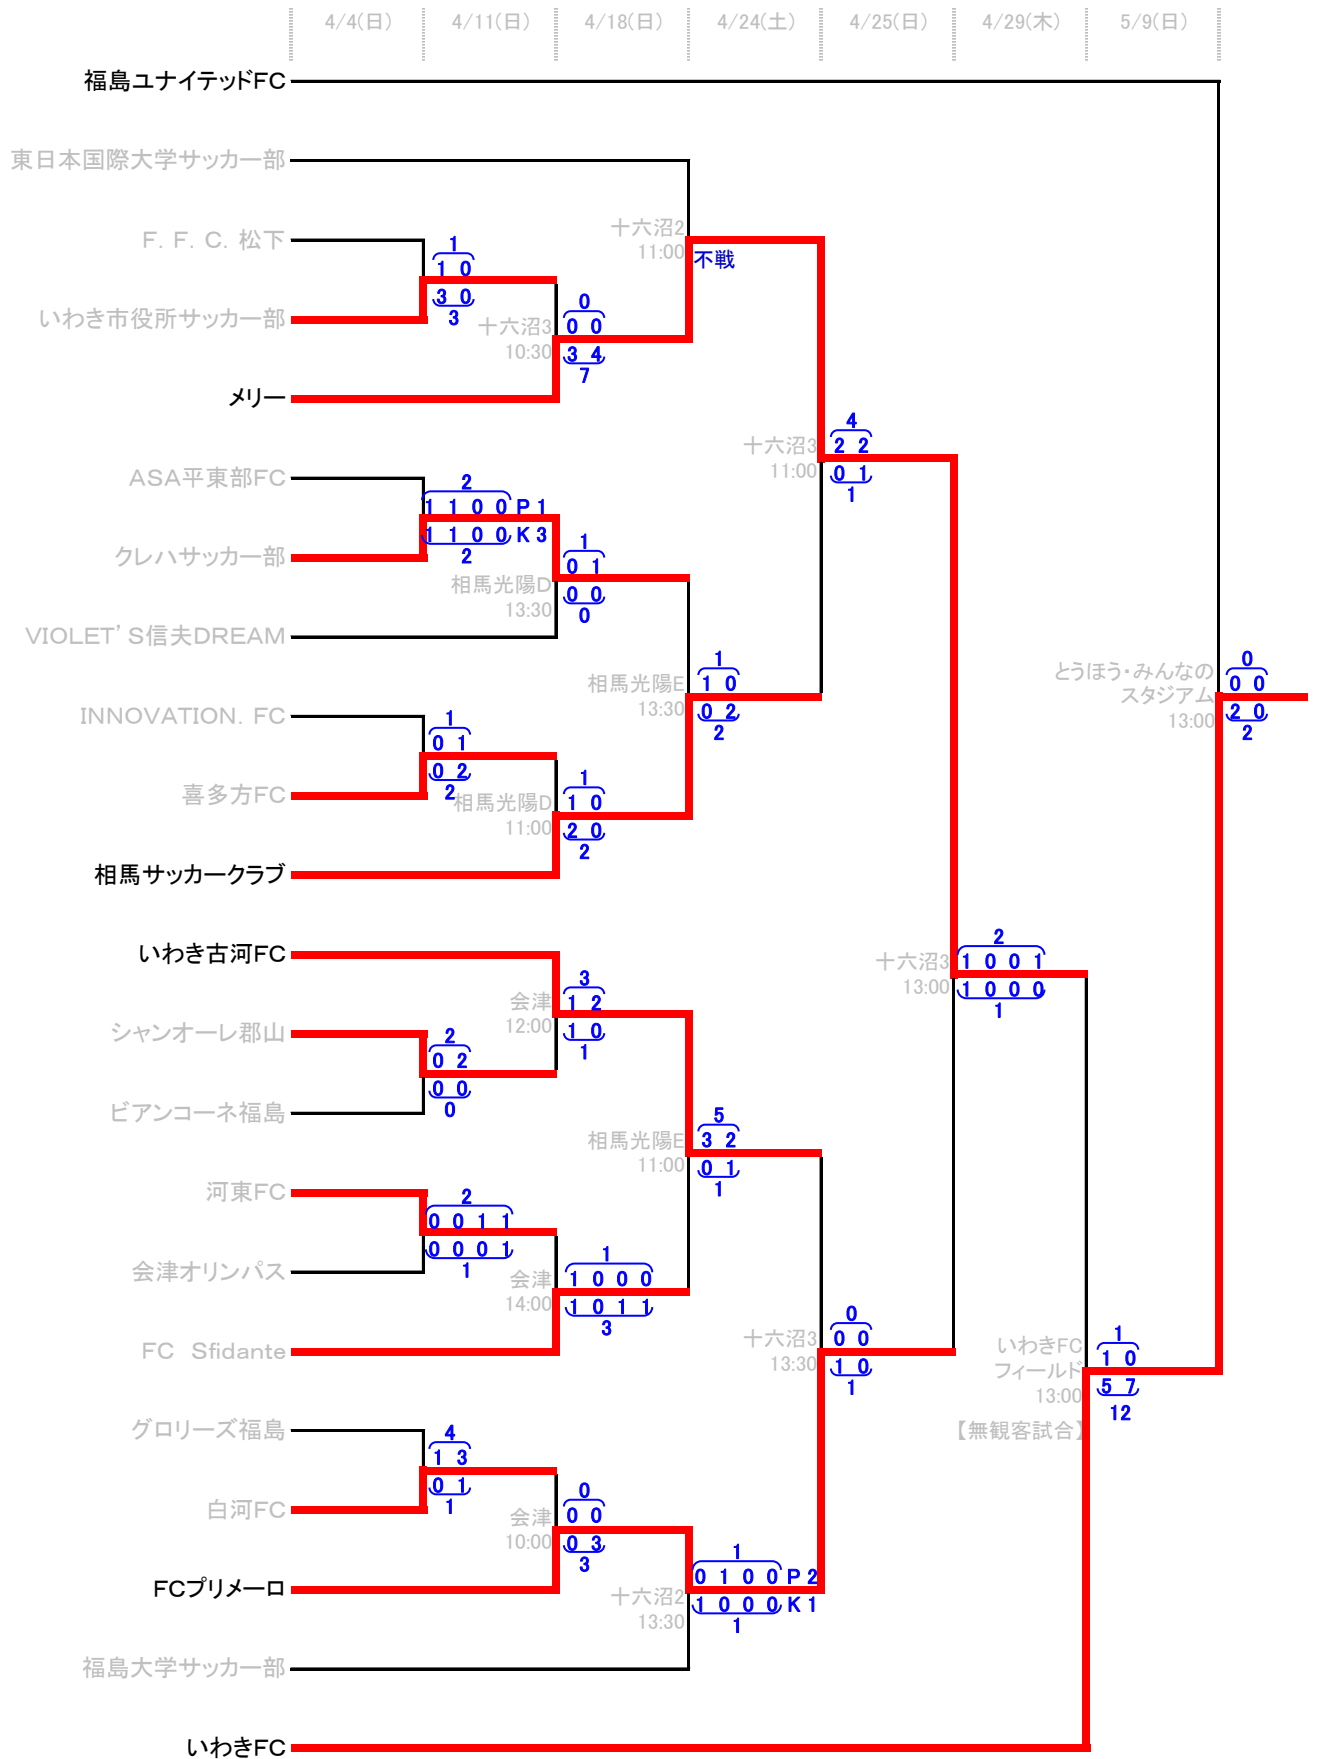 4/4(日) 4/11(日) 4/18(日) 4/24(土) 4/25(日) 4/29(木) 5/9(日)
福島ユナイテッドFC
東日本国際大学サッカー部
十六沼2
11:00
不戦
F. F. C. 松下
1
1 0
3 0
3
いわき市役所サッカー部
十六沼3
10:30
0
0 0
3 4
7
メリー
十六沼3
11:00
4
2 2
0 1
1
ASA平東部FC
2
1 1 0 0 P 1
1 1 0 0 K 3
2
クレハサッカー部
相馬光陽D
13:30
1
0 1
0 0
0
VIOLET'S信夫DREAM
相馬光陽E
13:30
1
1 0
0 2
2
とうほう・みんなの
スタジアム
13:00
0
0 0
2 0
2
INNOVATION. FC
1
0 1
0 2
2
喜多方FC
相馬光陽D
11:00
1
1 0
2 0
2
相馬サッカークラブ
いわき古河FC
十六沼3
13:00
2
1 0 0 1
1 0 0 0
1
会津
12:00
3
1 2
1 0
1
シャンオーレ郡山
2
0 2
0 0
0
ビアンコーネ福島
相馬光陽E
11:00
5
3 2
0 1
1
河東FC
2
0 0 1 1
0 0 0 1
1
会津オリンパス
会津
14:00
1
1 0 0 0
1 0 1 1
3
FC Sfidante
十六沼3
13:30
0
0 0
1 0
1
いわきFC
フィールド
13:00
【無観客試合】
1
1 0
5 7
12
グロリーズ福島
4
1 3
0 1
1
白河FC
会津
10:00
0
0 0
0 3
3
FCプリメーロ
十六沼2
13:30
1
0 1 0 0 P 2
1 0 0 0 K 1
1
福島大学サッカー部
いわきFC